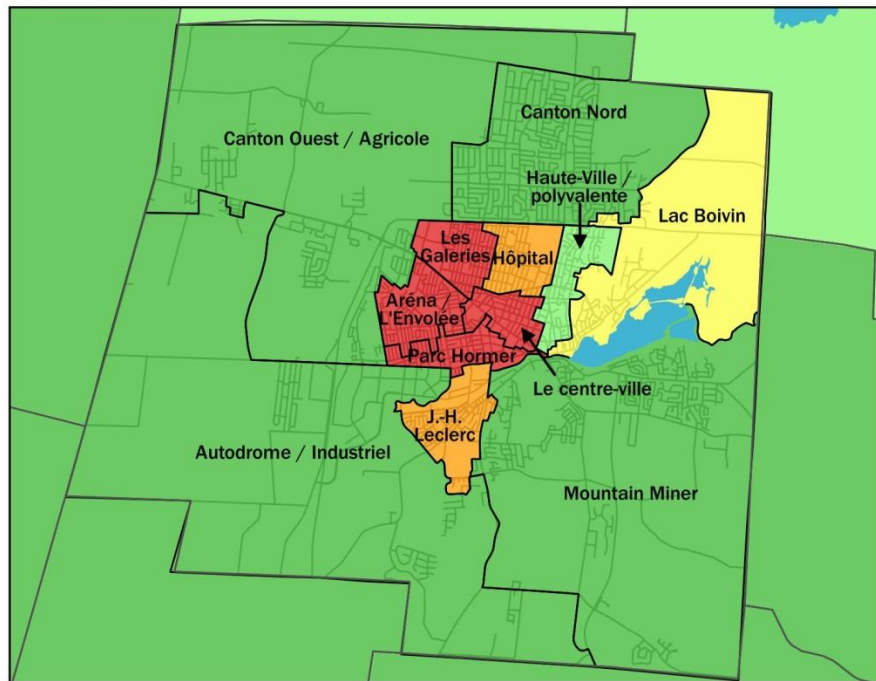 Canton Nord
Canton Ouest / Agricole
Haute-Ville /
polyvalente
Lac Boivin
Les
Galeries
Hôpital
Aréna /
L'Envolée
Parc Hormer
Le centre-ville
J.-H.
Leclerc
Autodrome / Industriel
Mountain Miner